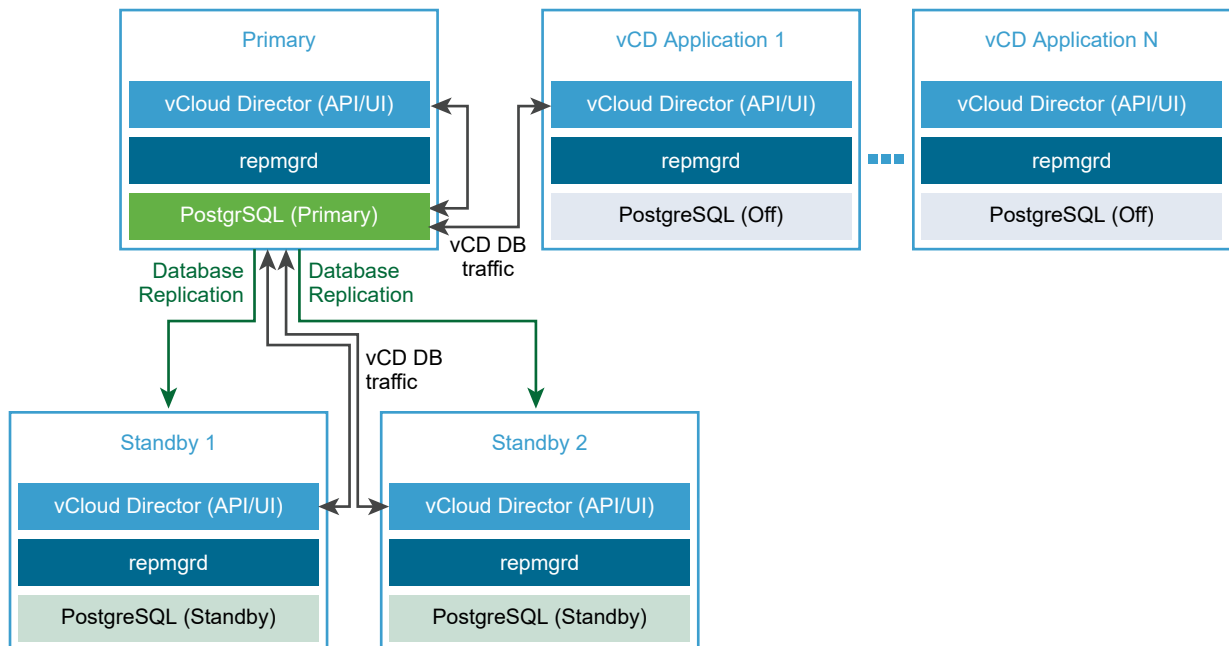 Primary
vCloud Director (API/UI)
repmgrd
PostgrSQL (Primary)
vCD Application 1
vCloud Director (API/UI)
repmgrd
PostgreSQL (Off)
vCD Application N
vCloud Director (API/UI)
repmgrd
PostgreSQL (Off)
vCD DB
traffic
Database
Replication
Database
Replication
vCD DB
traffic
Standby 1
vCloud Director (API/UI)
repmgrd
PostgreSQL (Standby)
Standby 2
vCloud Director (API/UI)
repmgrd
PostgreSQL (Standby)